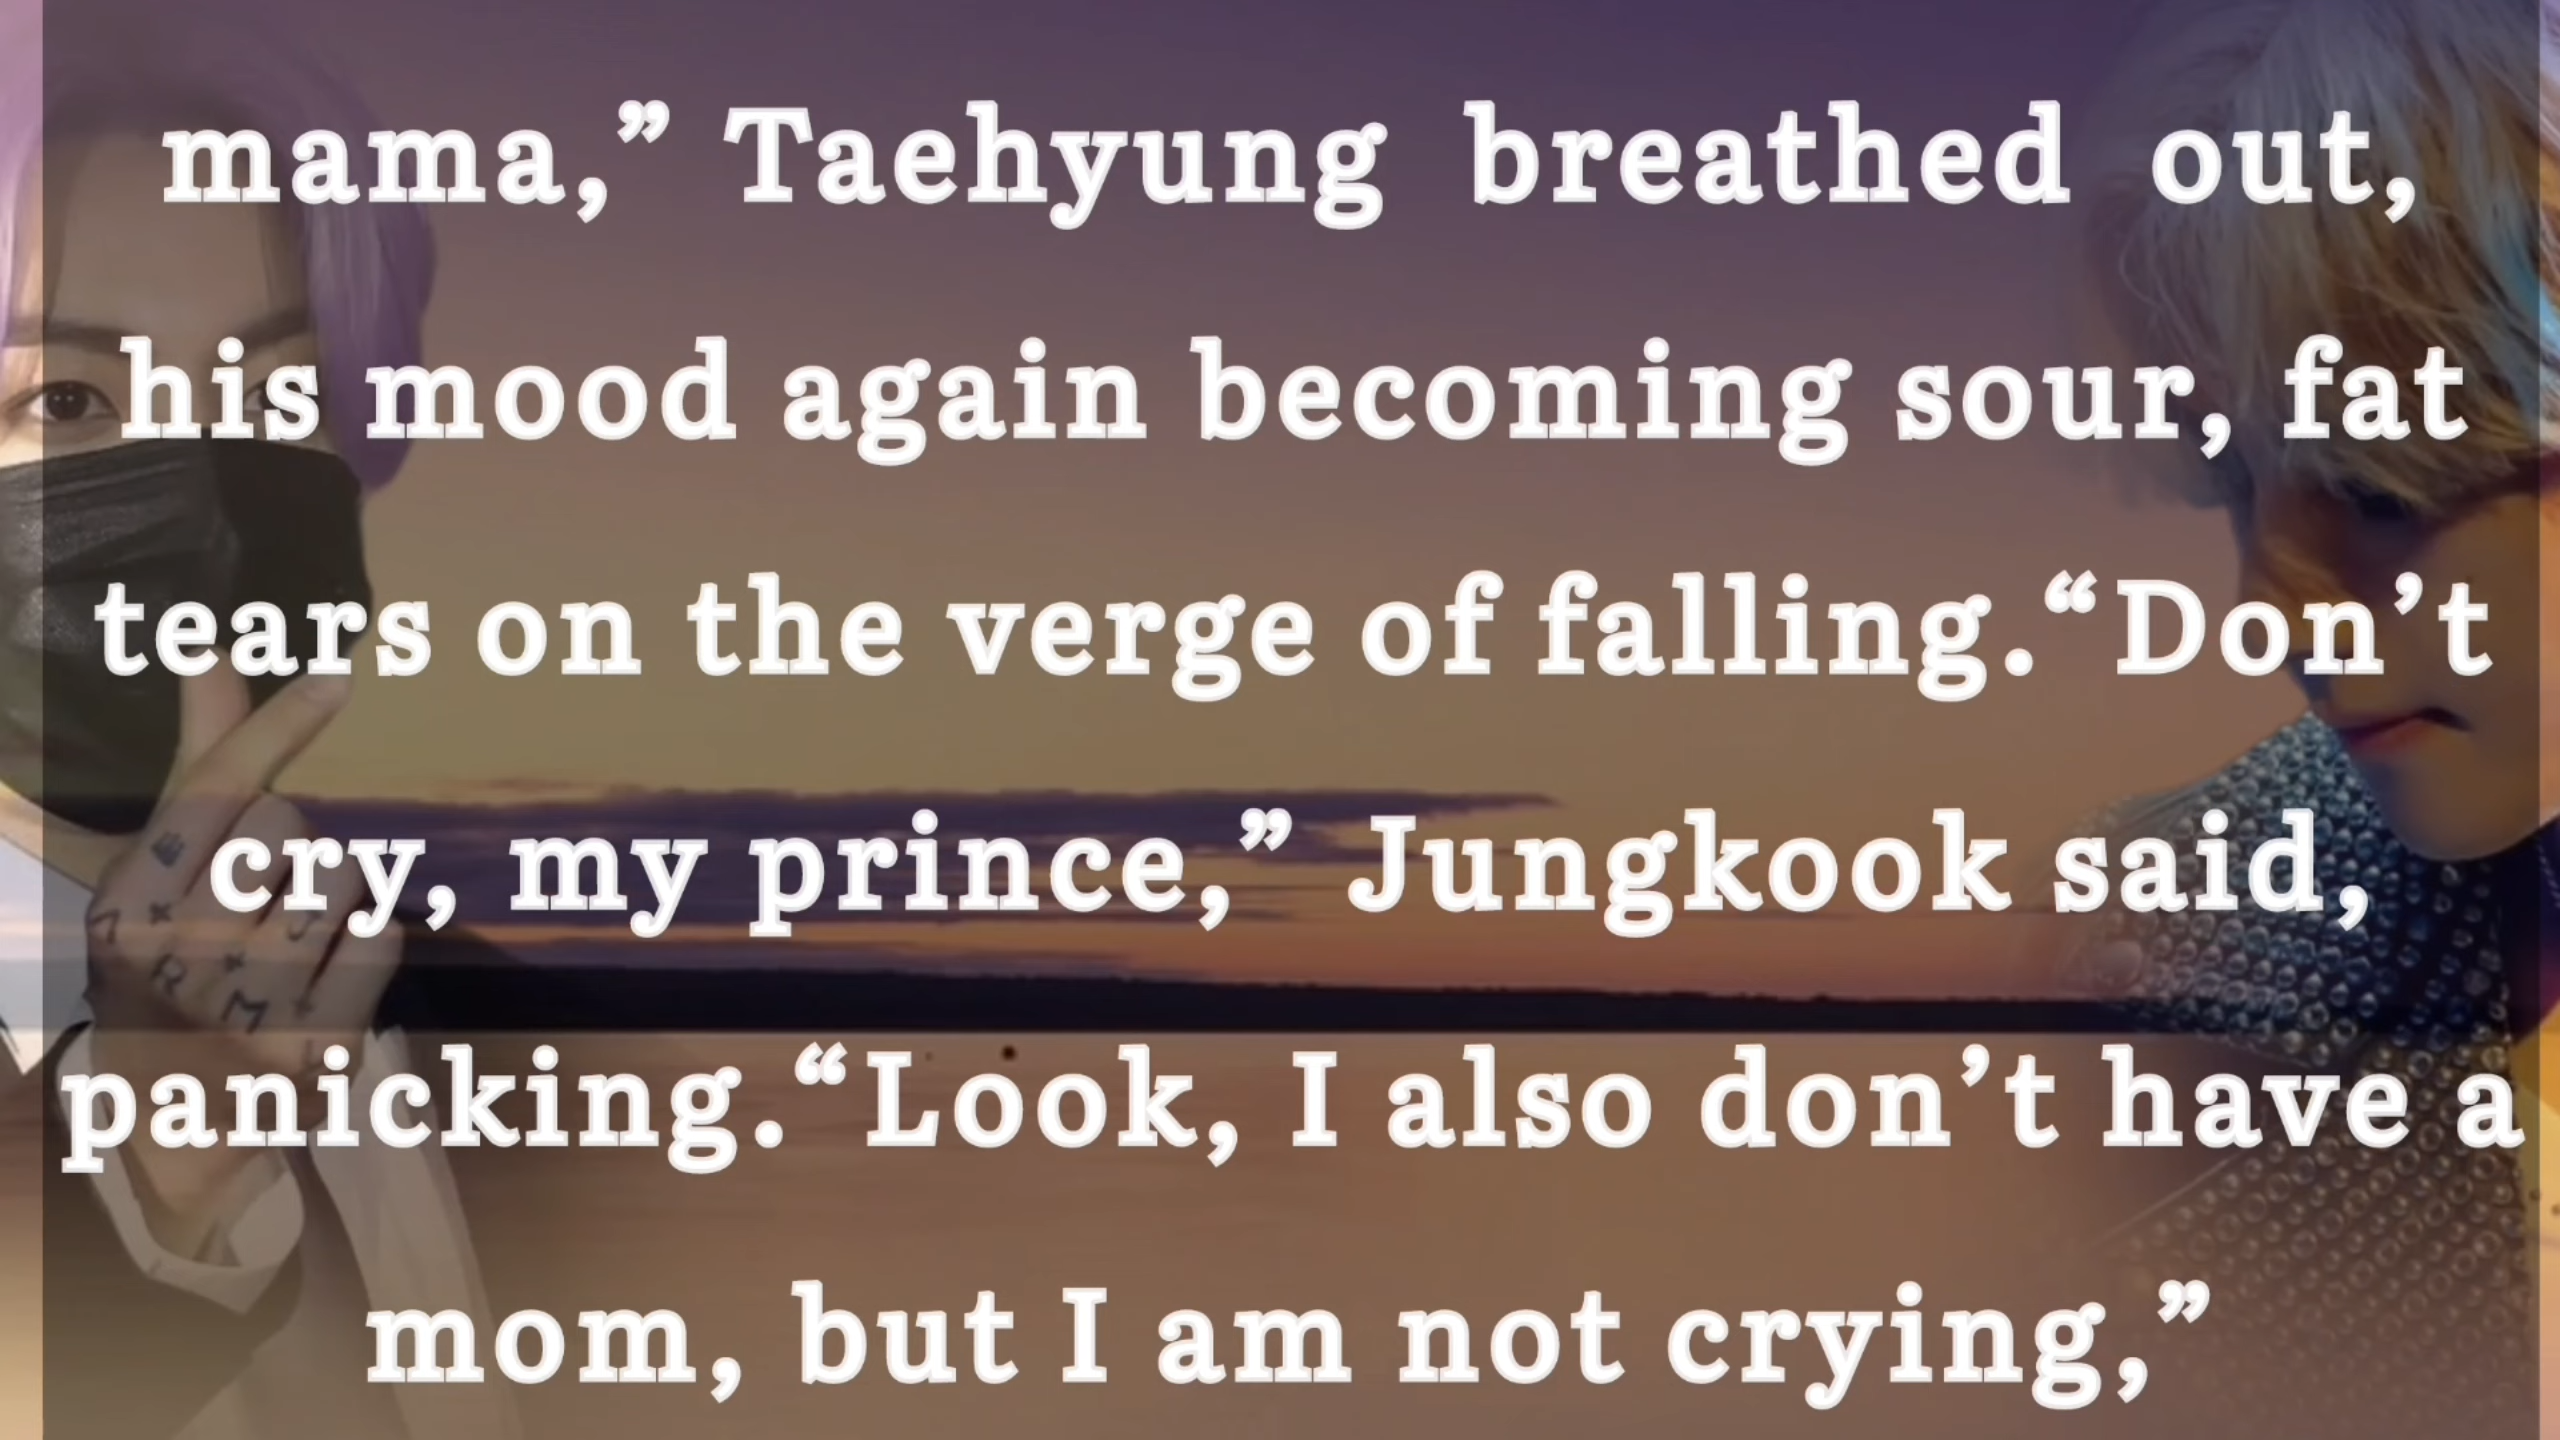 mama,” Taehyung breathed out,
his mood again becoming sour, fat
tears on the verge of falling.“Don’t
cry, my prince,” Jungkook said,
panicking.“Look, I also don’t have a
mom, but I am not crying,”